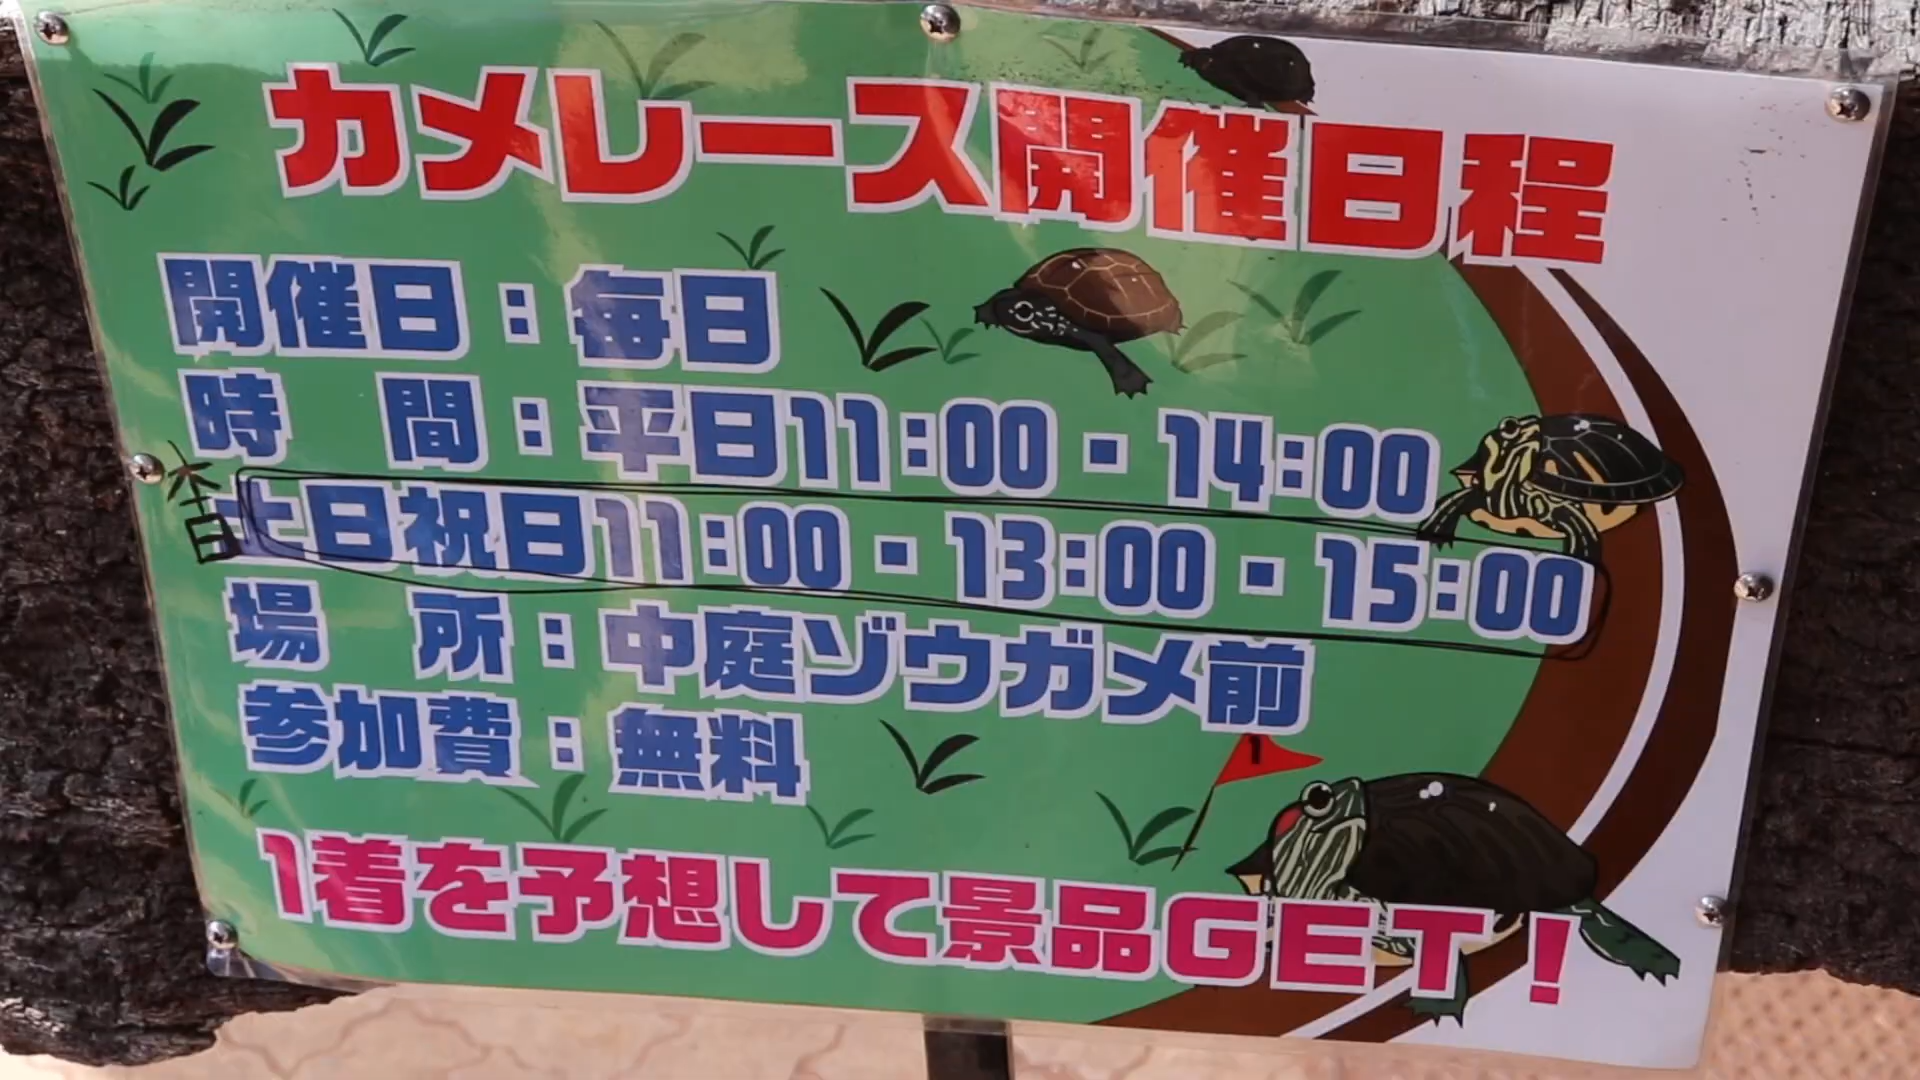 カメレース開催日程
開催日：毎日
時　間：平日11:00・14:00
本日
土日祝日11:00・13:00・15:00
場　所：中庭ゾウガメ前
参加費：無料
1
1着を予想して景品GET！